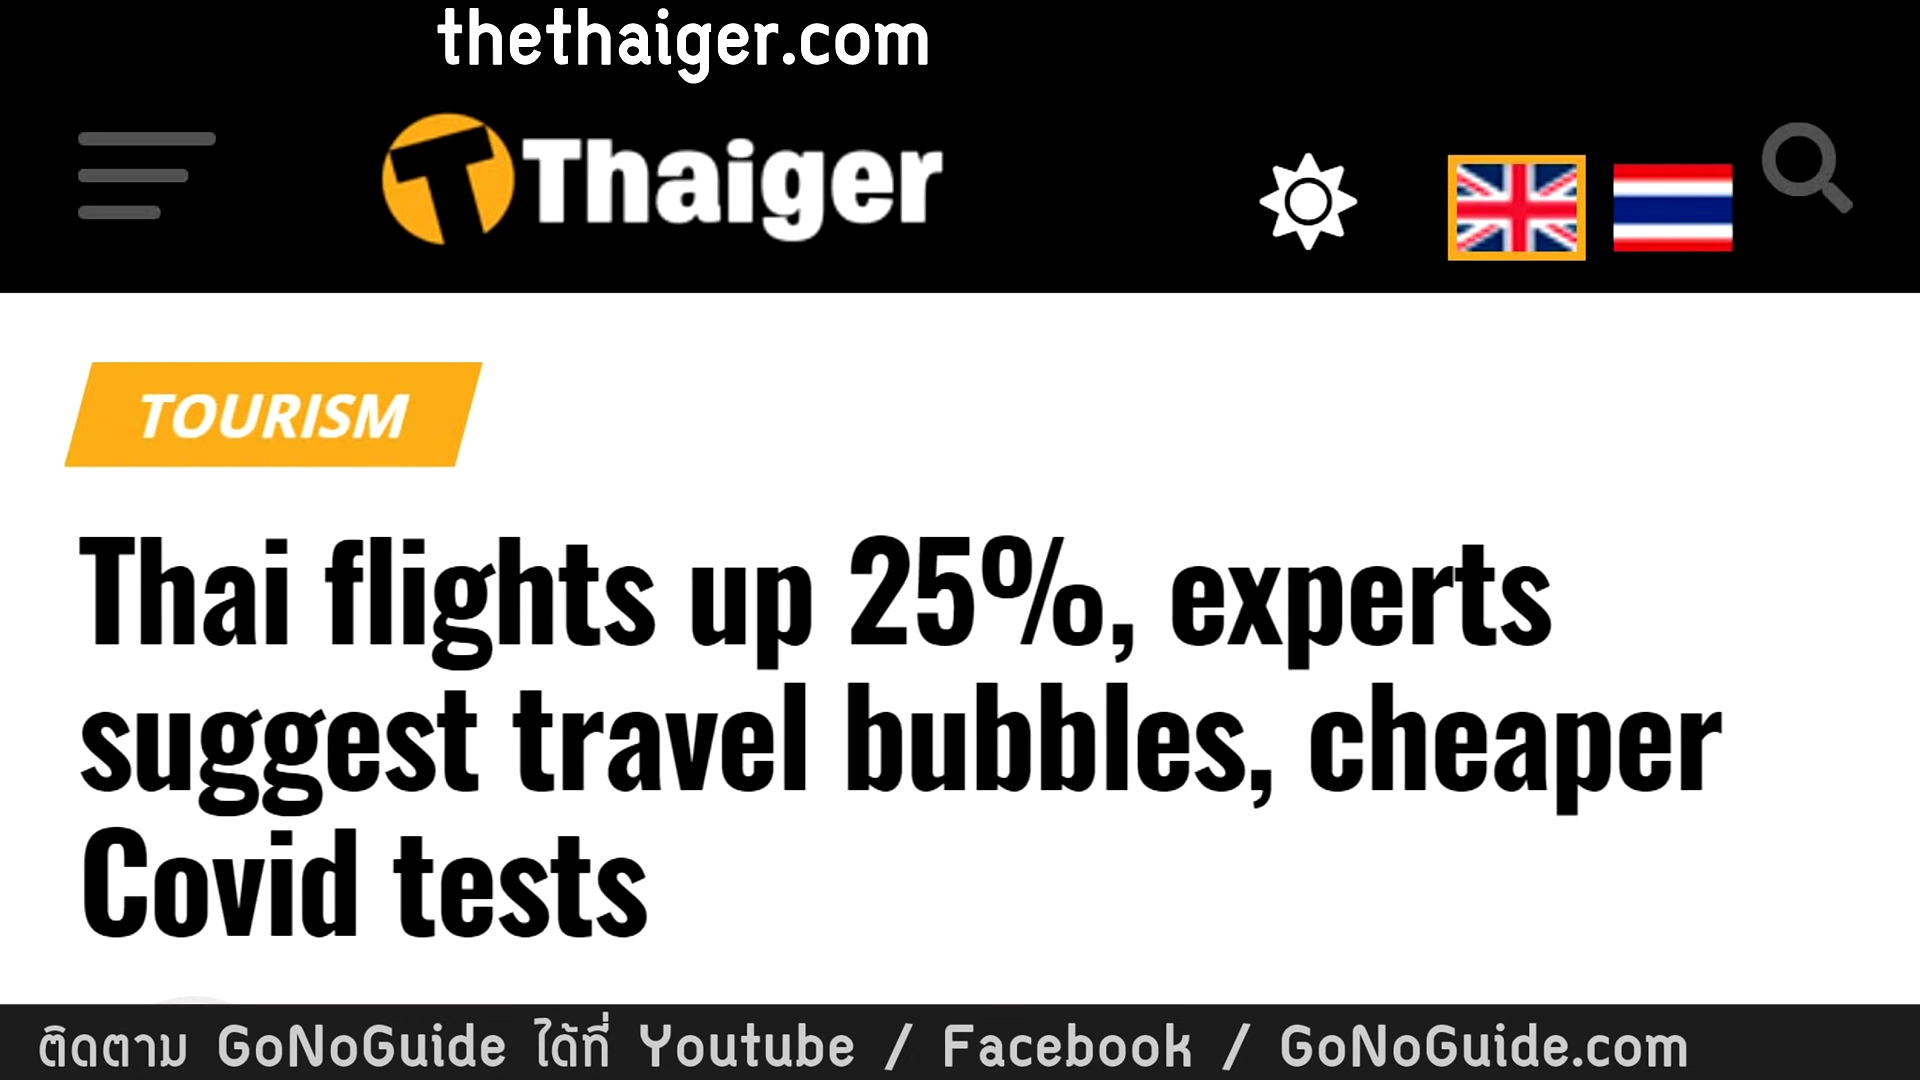 thethaiger.com
Thaiger
TOURISM
Thai flights up 25%, experts
suggest travel bubbles, cheaper
Covid tests
ติดตาม GoNoGuide ได้ที่ Youtube / Facebook / GoNoGuide.com